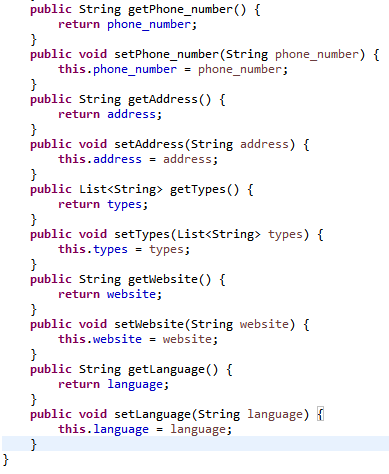 public String getPhone_number() {
return phone_number;
}
public void setPhone_number(String phone_number) {
this.phone_number = phone_number;
}
public String getAddress() {
return address;
}
public void setAddress(String address) {
this.address = address;
}
public List<String> getTypes() {
return types;
}
public void setTypes(List<String> types) {
this.types = types;
}
public String getWebsite() {
return website;
}
public void setWebsite(String website) {
this.website = website;
}
public String getLanguage() {
return language;
}
public void setLanguage(String language) {
this.language = language;
}
}